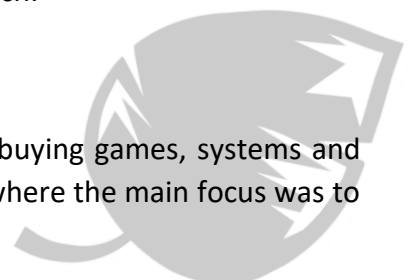 buying games, systems and
where the main focus was to